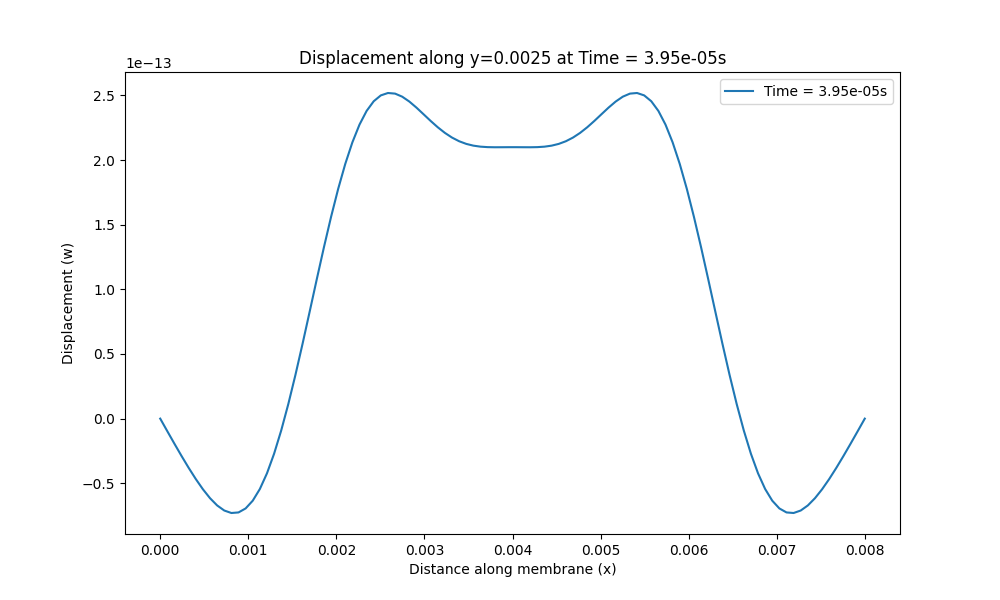 Displacement along y=0.0025 at Time = 3.95e-05s
1e−13
Time = 3.95e-05s
2.5
2.0
1.5
1.0
0.5
0.0
−0.5
Displacement (w)
0.000 0.001 0.002 0.003 0.004 0.005 0.006 0.007 0.008
Distance along membrane (x)